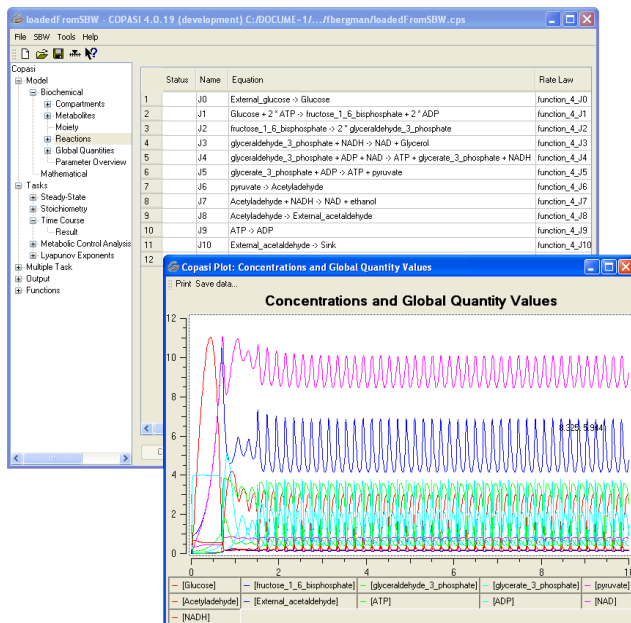 loadedFromSBW - COPASI 4.0.19 (development) C:/DOCUME~1/.../fbergman/loadedFromSBW.cps
File SBW Tools Help
Copasi
Model
Biochemical
Compartments
Metabolites
Moiety
Reactions
Global Quantities
Parameter Overview
Mathematical
Tasks
Steady-State
Stoichiometry
Time Course
Result
Metabolic Control Analysis
Lyapunov Exponents
Multiple Task
Output
Functions
Status Name Equation Rate Law
1 J0 External_glucose -> Glucose function_4_J0
2 J1 Glucose + 2 * ATP -> fructose_1_6_bisphosphate + 2 * ADP function_4_J1
3 J2 fructose_1_6_bisphosphate -> 2 * glyceraldehyde_3_phosphate function_4_J2
4 J3 glyceraldehyde_3_phosphate + NADH -> NAD + Glycerol function_4_J3
5 J4 glyceraldehyde_3_phosphate + ADP + NAD -> ATP + glycerate_3_phosphate + NADH function_4_J4
6 J5 glycerate_3_phosphate + ADP -> ATP + pyruvate function_4_J5
7 J6 pyruvate -> Acetyladehyde function_4_J6
8 J7 Acetyladehyde + NADH -> NAD + ethanol function_4_J7
9 J8 Acetyladehyde -> External_acetaldehyde function_4_J8
10 J9 ATP -> ADP function_4_J9
11 J10 External_acetaldehyde -> Sink function_4_J10
12
Copasi Plot: Concentrations and Global Quantity Values
Print Save data...
Concentrations and Global Quantity Values
12
10
8
6
4
2
0
8.325, 5.944
0 2 4 6 8 10
[Glucose] [fructose_1_6_bisphosphate] [glyceraldehyde_3_phosphate] [glycerate_3_phosphate] [pyruvate]
[Acetyladehyde] [External_acetaldehyde] [ATP] [ADP] [NAD]
[NADH]